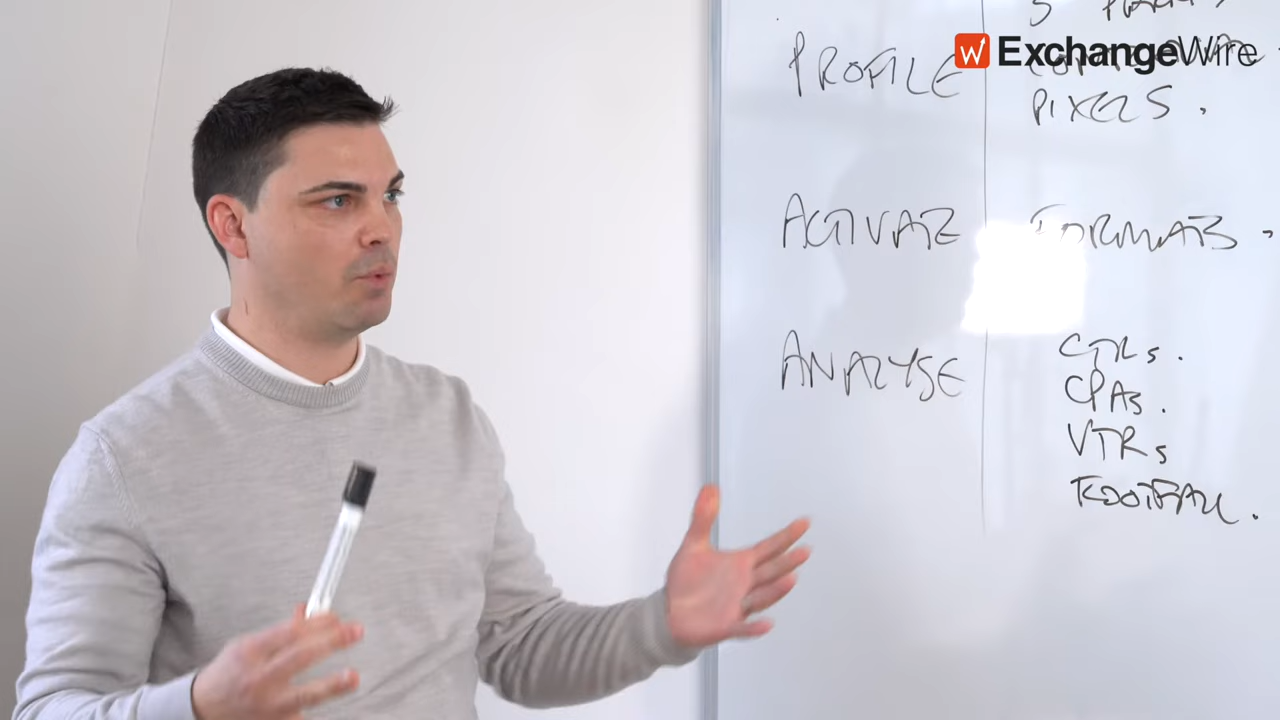 ExchangeWire
PROFILE
PIXELS.
ACTIVATE
FORMATS.
ANALYSE
CTRs.
CPAs.
VTRs
FOOTFALL.